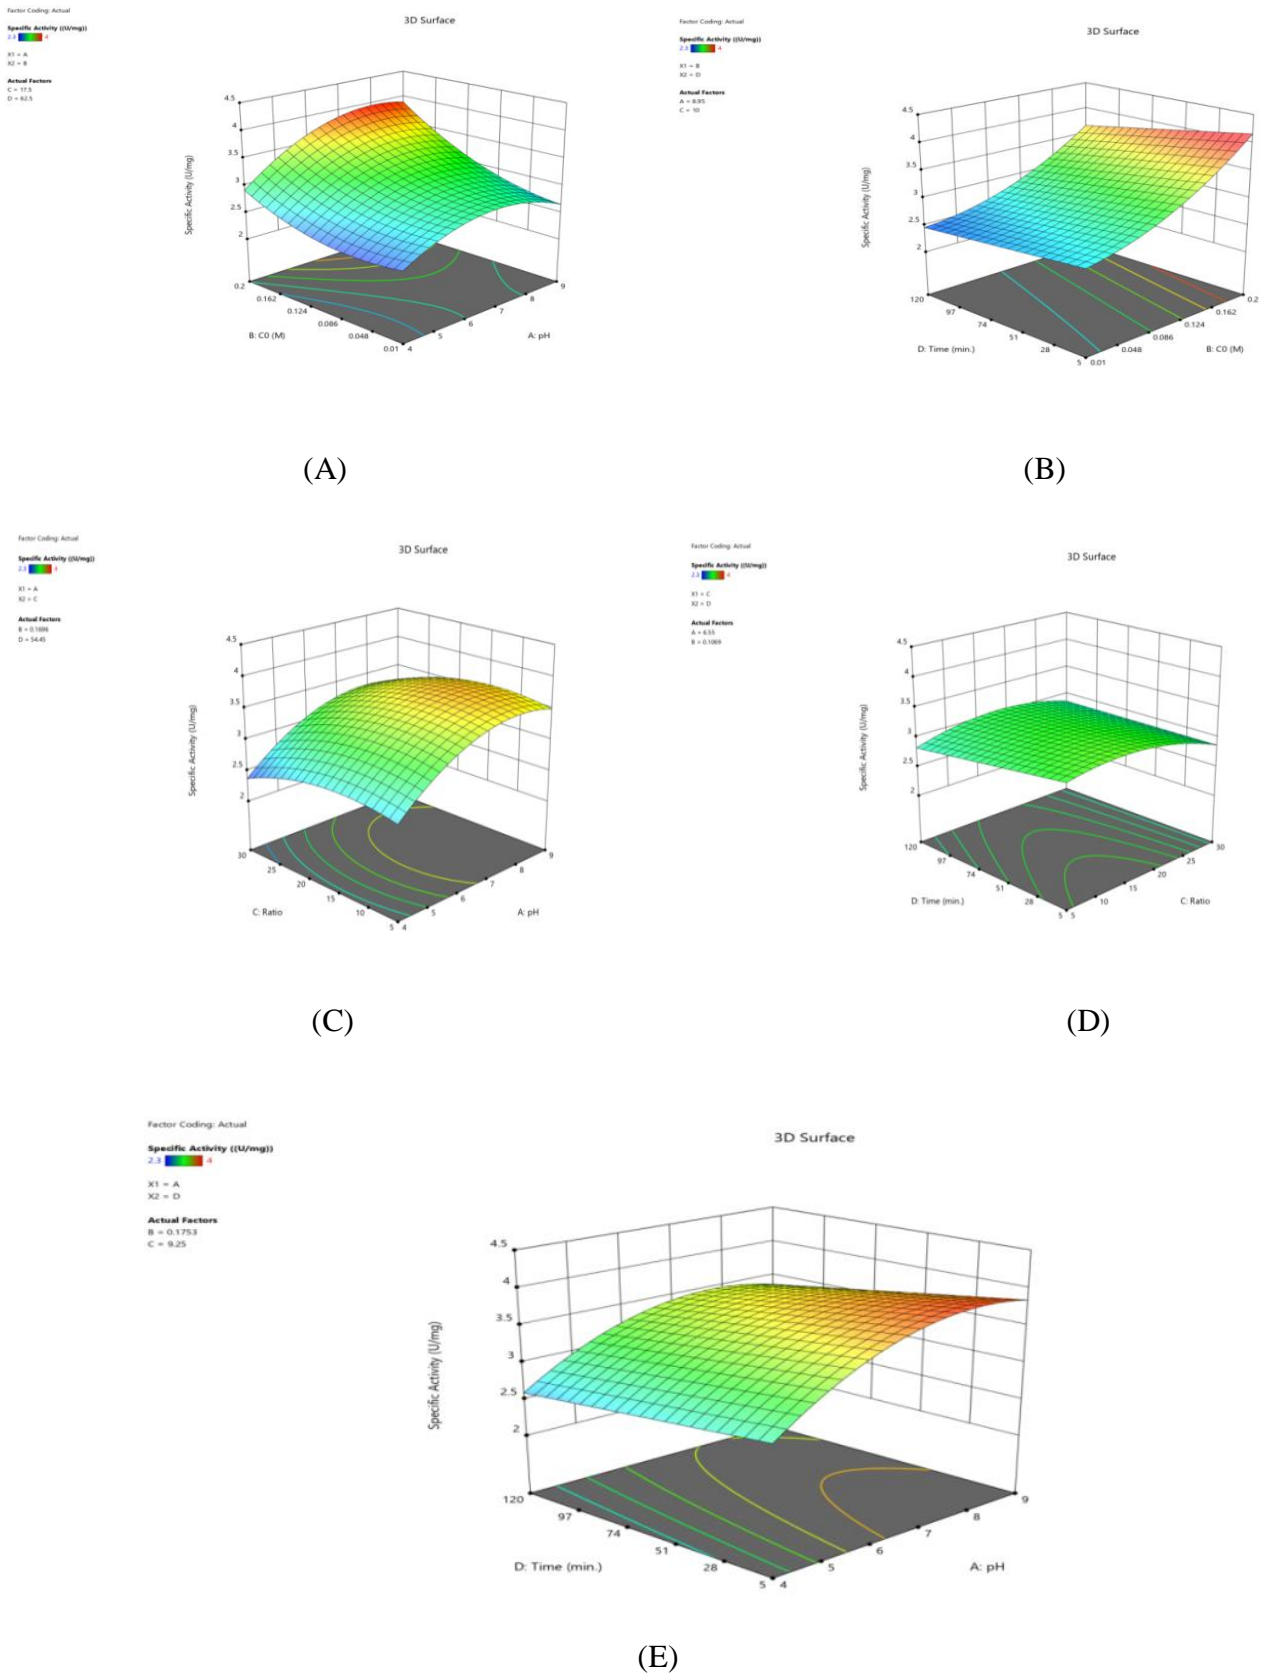 Factor Coding: Actual
Specific Activity ((U/mg))
2.3 4
X1 = A
X2 = B
Actual Factors
C = 17.5
D = 62.5
3D Surface
4.5
4
3.5
3
2.5
2
Specific Activity (U/mg)
0.2
0.162
0.124
0.086
0.048
0.01
B: C0 (M)
4
5
6
7
8
9
A: pH
(A)
Factor Coding: Actual
Specific Activity ((U/mg))
2.3 4
X1 = B
X2 = D
Actual Factors
A = 8.95
C = 10
3D Surface
4.5
4
3.5
3
2.5
2
Specific Activity (U/mg)
120
97
74
51
28
5
D: Time (min.)
0.01
0.048
0.086
0.124
0.162
0.2
B: C0 (M)
(B)
Factor Coding: Actual
Specific Activity ((U/mg))
2.3 4
X1 = A
X2 = C
Actual Factors
B = 0.1696
D = 54.45
3D Surface
4.5
4
3.5
3
2.5
2
Specific Activity (U/mg)
30
25
20
15
10
5
C: Ratio
4
5
6
7
8
9
A: pH
(C)
Factor Coding: Actual
Specific Activity ((U/mg))
2.3 4
X1 = C
X2 = D
Actual Factors
A = 6.55
B = 0.1069
3D Surface
4.5
4
3.5
3
2.5
2
Specific Activity (U/mg)
120
97
74
51
28
5
D: Time (min.)
5
10
15
20
25
30
C: Ratio
(D)
Factor Coding: Actual
Specific Activity ((U/mg))
2.3 4
X1 = A
X2 = D
Actual Factors
B = 0.1753
C = 9.25
3D Surface
4.5
4
3.5
3
2.5
2
Specific Activity (U/mg)
120
97
74
51
28
5
D: Time (min.)
4
5
6
7
8
9
A: pH
(E)